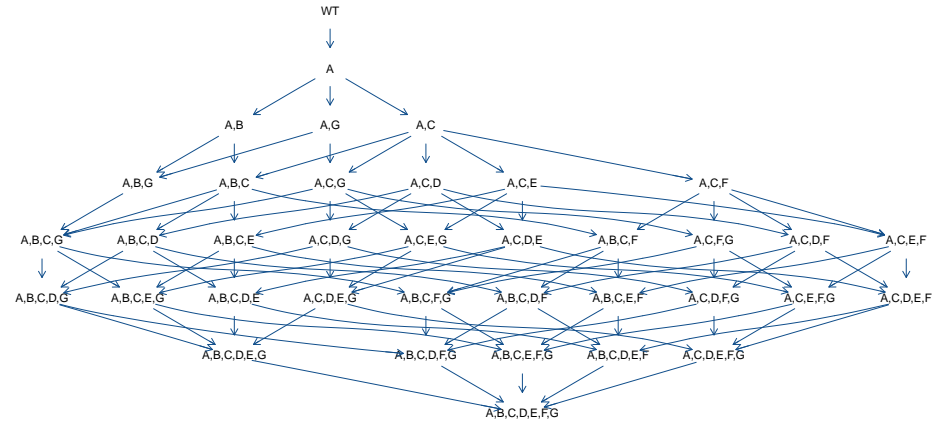 WT
A
A,B A,G A,C
A,B,G A,B,C A,C,G A,C,D A,C,E A,C,F
A,B,C,G A,B,C,D A,B,C,E A,C,D,G A,C,E,G A,C,D,E A,B,C,F A,C,F,G A,C,D,F A,C,E,F
A,B,C,D,G A,B,C,E,G A,B,C,D,E A,C,D,E,G A,B,C,F,G A,B,C,D,F A,B,C,E,F A,C,D,F,G A,C,E,F,G A,C,D,E,F
A,B,C,D,E,G A,B,C,D,F,G A,B,C,E,F,G A,B,C,D,E,F A,C,D,E,F,G
A,B,C,D,E,F,G